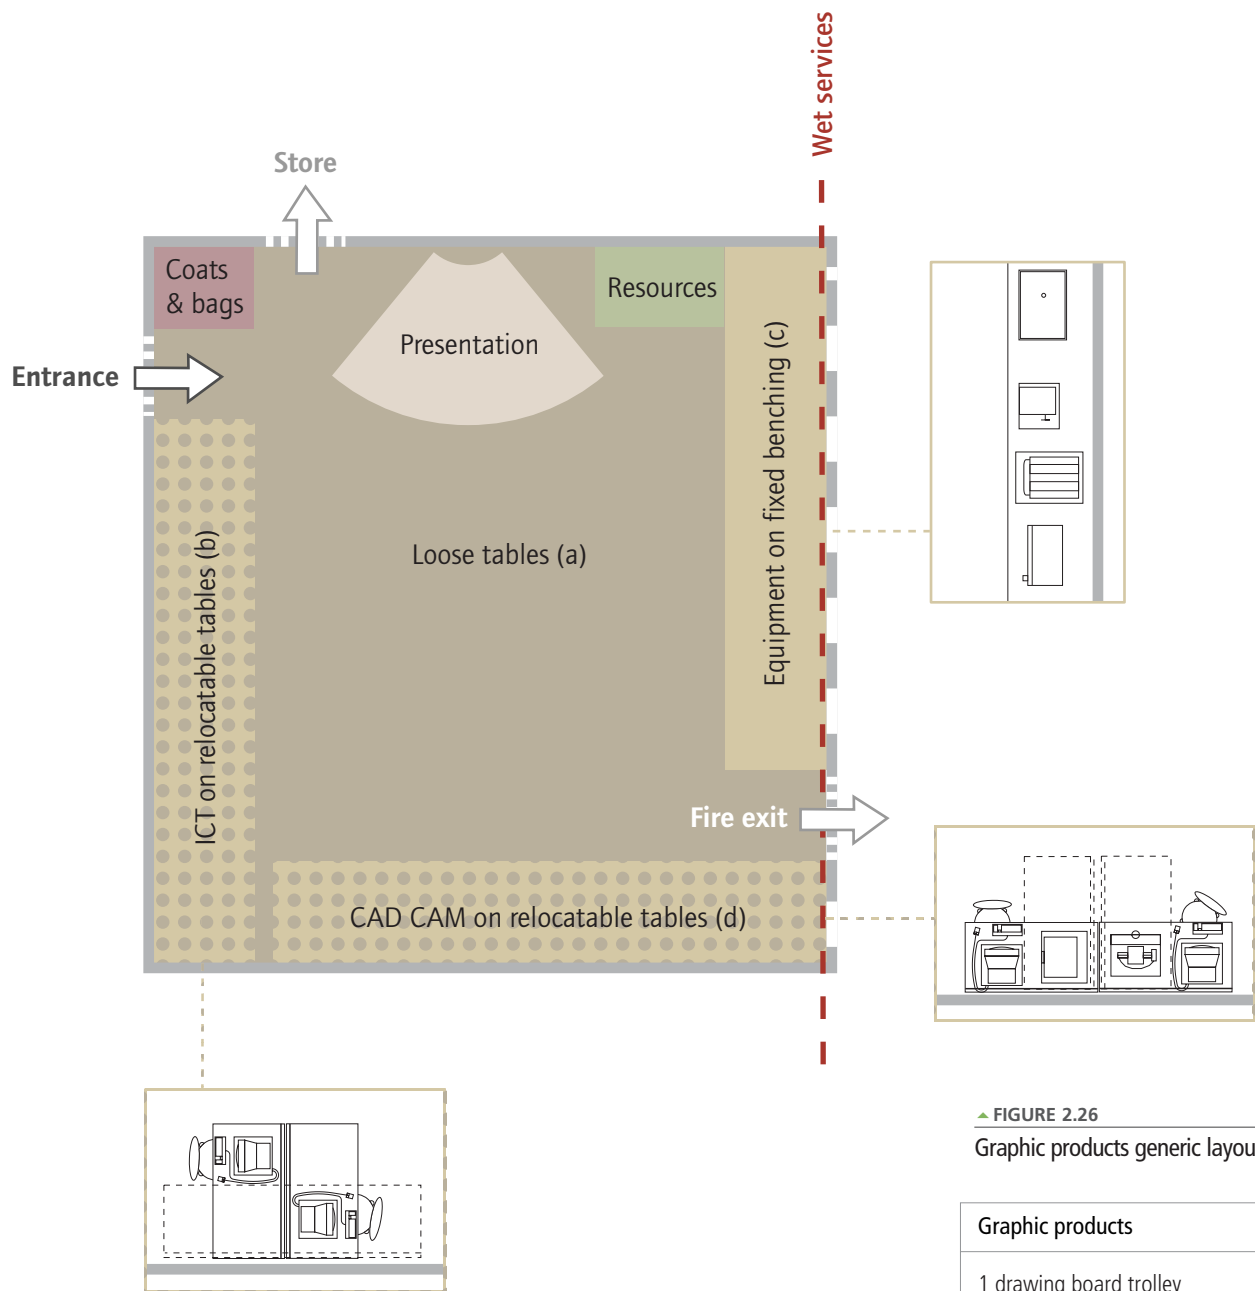 Wet services
Store
Coats
& bags
Resources
Presentation
Entrance
Equipment on fixed benching (c)
Loose tables (a)
ICT on relocatable tables (b)
Fire exit
CAD CAM on relocatable tables (d)
FIGURE 2.26
Graphic products generic layou
Graphic products
1 drawing board trolley